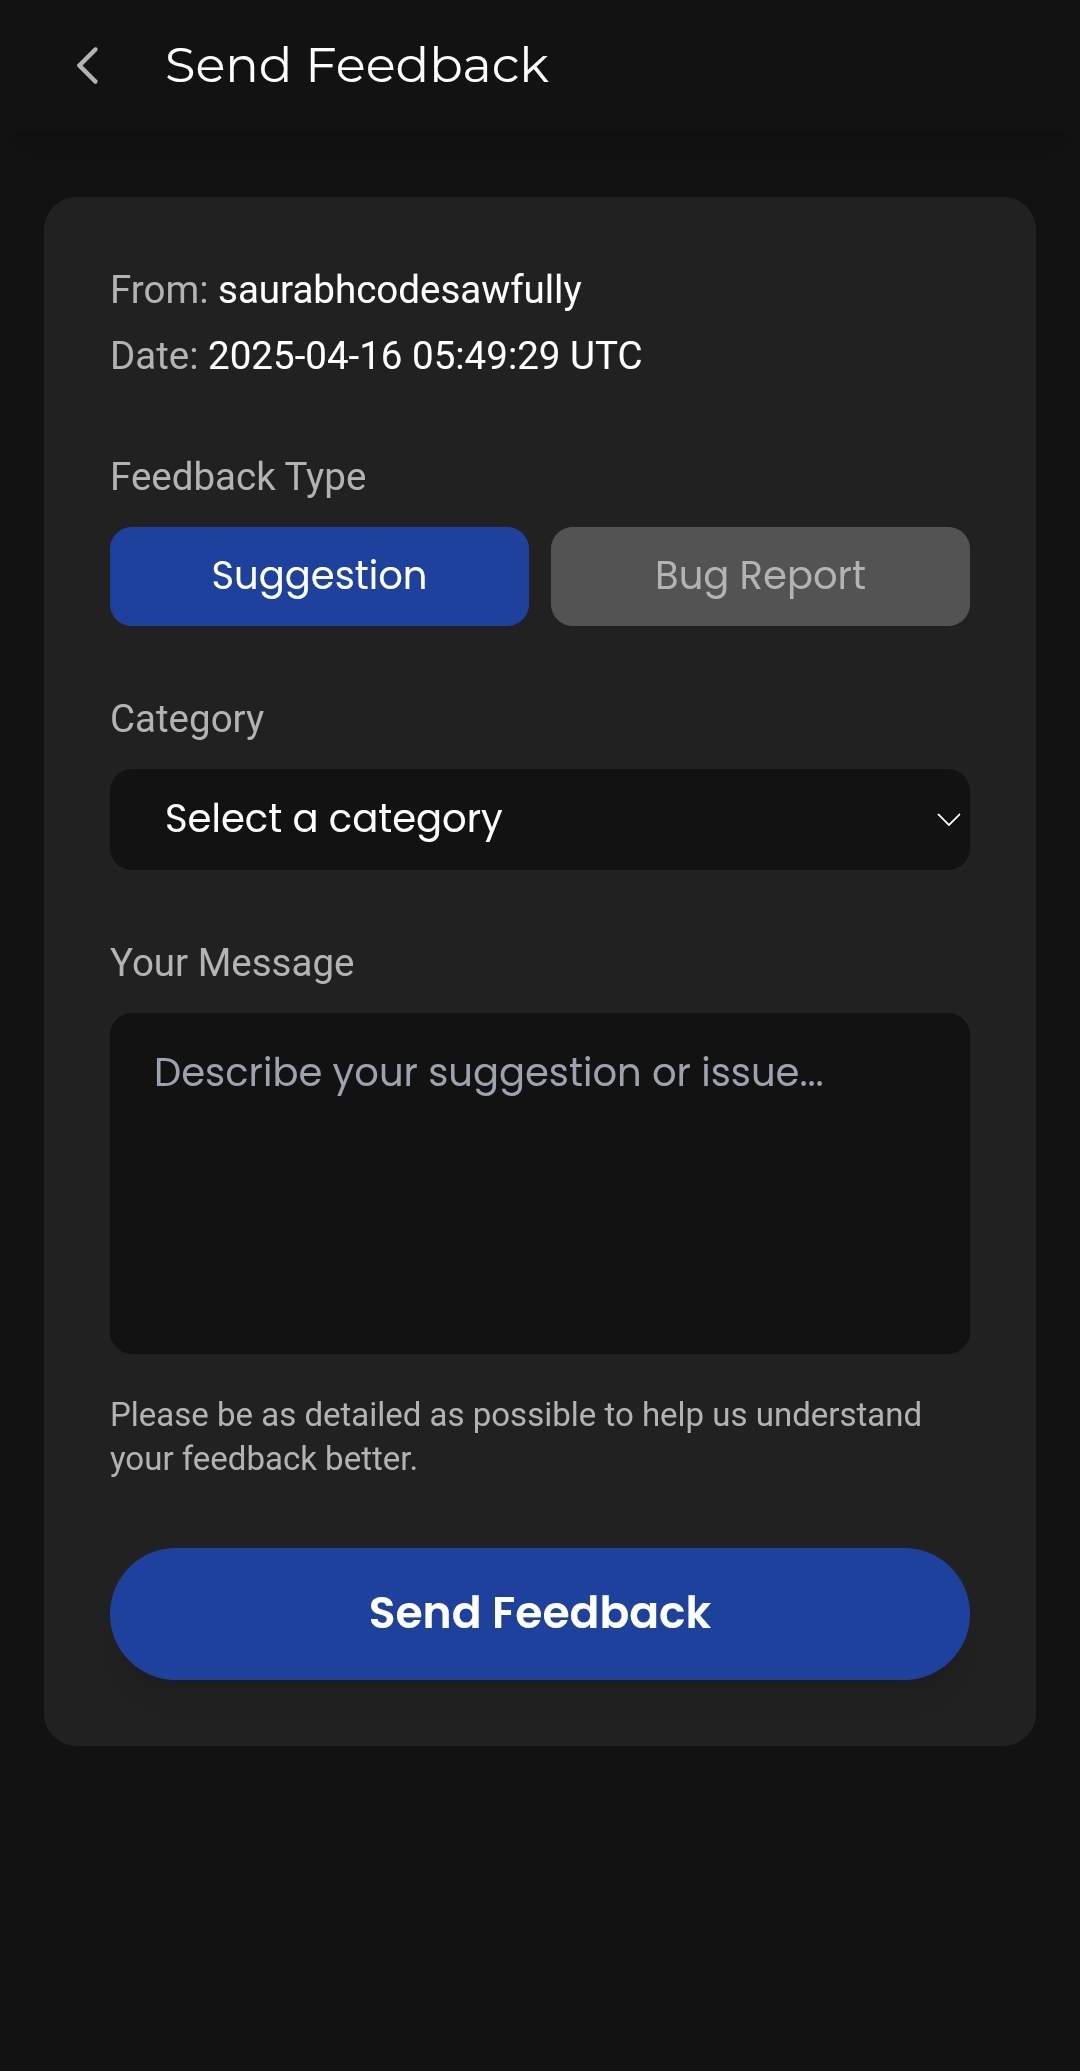 Send Feedback
From: saurabhcodesawfully
Date: 2025-04-16 05:49:29 UTC
Feedback Type
Suggestion
Bug Report
Category
Select a category
Your Message
Describe your suggestion or issue...
Please be as detailed as possible to help us understand
your feedback better.
Send Feedback